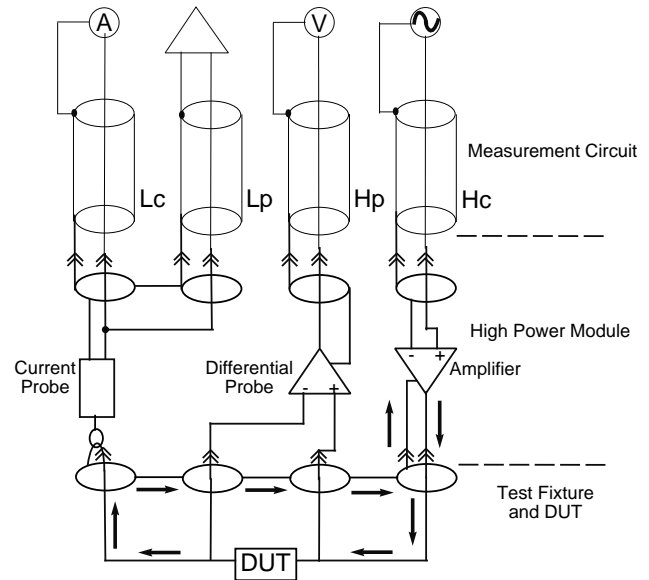 A
V
Lc
Lp
Hp
Hc
Measurement Circuit
High Power Module
Current
Probe
Differential
Probe
- +
- +
Amplifier
Test Fixture
and DUT
DUT